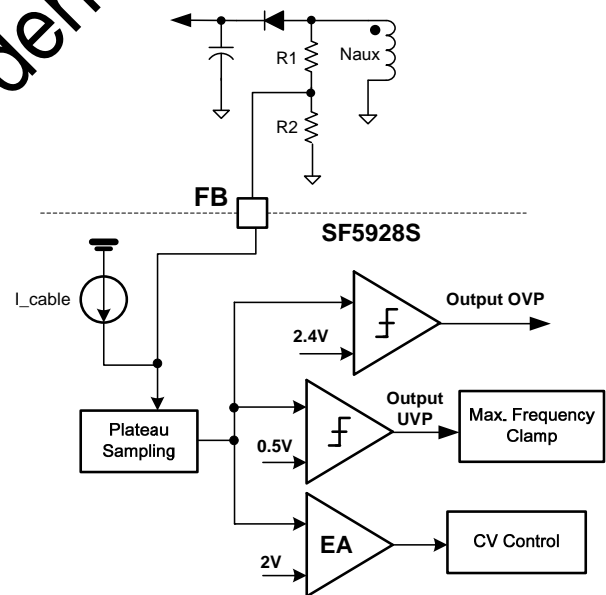 R1
Naux
R2
FB
SF5928S
I_cable
Output OVP
2.4V
Plateau
Sampling
Output
UVP
Max. Frequency
Clamp
0.5V
EA
CV Control
2V